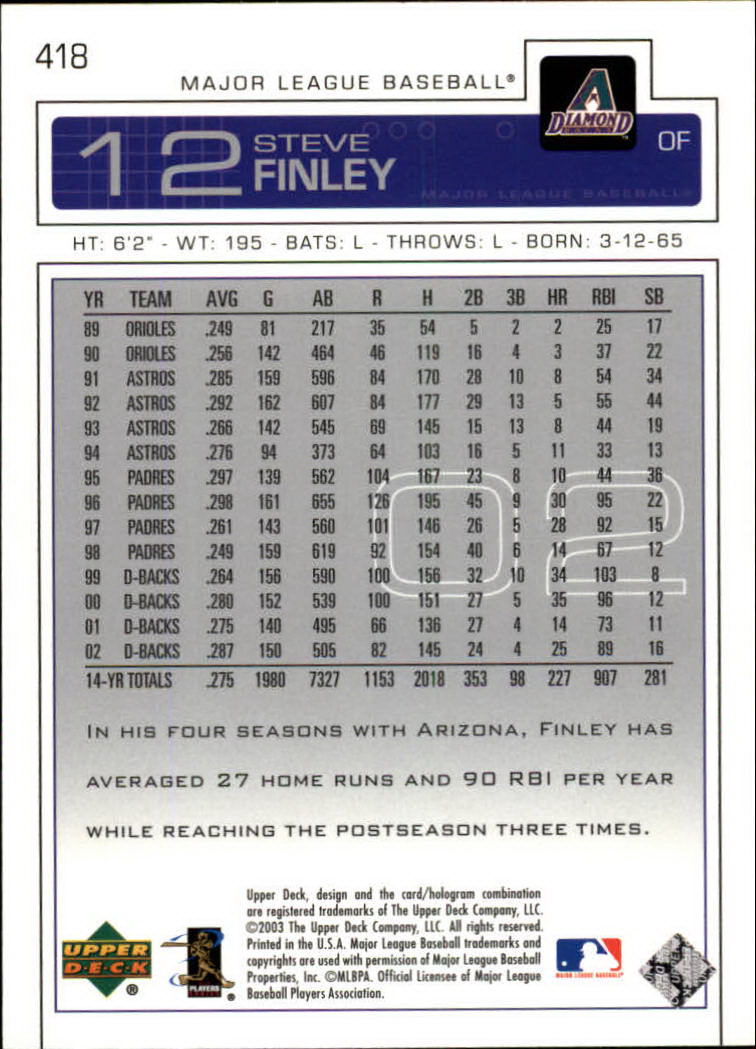 418
MAJOR LEAGUE BASEBALL®
DIAMOND
12 STEVE FINLEY
OF
MAJOR LEAGUE BASEBALL®
HT: 6'2" - WT: 195 - BATS: L - THROWS: L - BORN: 3-12-65
YR TEAM AVG G AB R H 2B 3B HR RBI SB
89 ORIOLES .249 81 217 35 54 5 2 2 25 17
90 ORIOLES .256 142 464 46 119 16 4 3 37 22
91 ASTROS .285 159 596 84 170 28 10 8 54 34
92 ASTROS .292 162 607 84 177 29 13 5 55 44
93 ASTROS .266 142 545 69 145 15 13 8 44 19
94 ASTROS .276 94 373 64 103 16 5 11 33 13
95 PADRES .297 139 562 104 167 23 8 10 44 36
96 PADRES .298 161 655 126 195 45 9 30 95 22
97 PADRES .261 143 560 101 146 26 5 28 92 15
98 PADRES .249 159 619 92 154 40 6 14 67 12
99 D-BACKS .264 156 590 100 156 32 10 34 103 8
00 D-BACKS .280 152 539 100 151 27 5 35 96 12
01 D-BACKS .275 140 495 66 136 27 4 14 73 11
02 D-BACKS .287 150 505 82 145 24 4 25 89 16
14-YR TOTALS .275 1980 7327 1153 2018 353 98 227 907 281
02
IN HIS FOUR SEASONS WITH ARIZONA, FINLEY HAS
AVERAGED 27 HOME RUNS AND 90 RBI PER YEAR
WHILE REACHING THE POSTSEASON THREE TIMES.
UPPER
DECK®
PLAYERS
®
Upper Deck, design and the card/hologram combination
are registered trademarks of The Upper Deck Company, LLC.
©2003 The Upper Deck Company, LLC. All rights reserved.
Printed in the U.S.A. Major League Baseball trademarks and
copyrights are used with permission of Major League Baseball
Properties, Inc. ©MLBPA. Official Licensee of Major League
Baseball Players Association.
MAJOR LEAGUE BASEBALL®